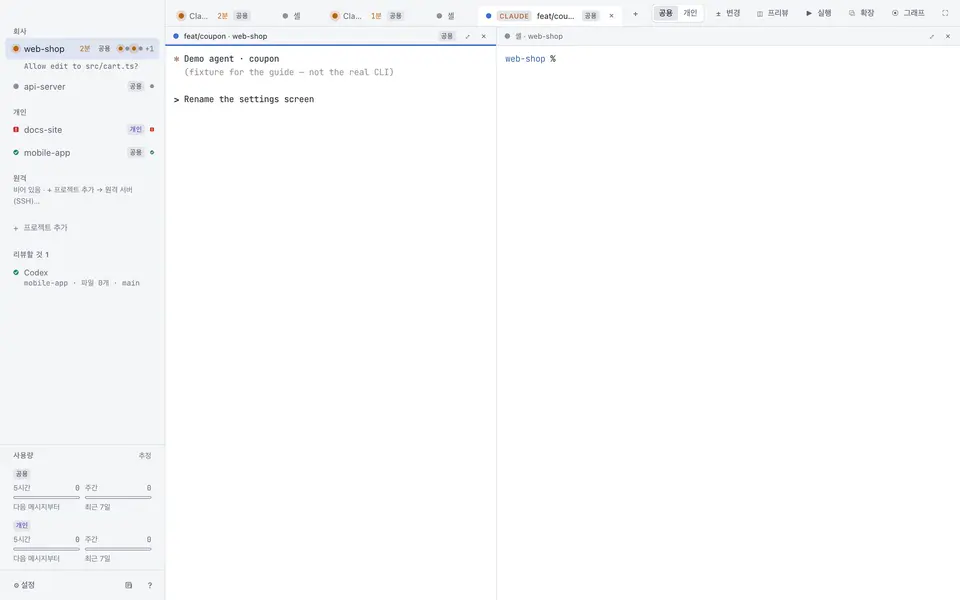 회사
web-shop 2분 공용 +1
Allow edit to src/cart.ts?
api-server 공용
개인
docs-site 개인
mobile-app 공용
원격
비어 있음 · + 프로젝트 추가 → 원격 서버
(SSH)...
+ 프로젝트 추가
리뷰할 것 1
Codex
mobile-app · 파일 0개 · main
사용량 추정
공용
5시간 0 주간 0
다음 메시지부터 최근 7일
개인
5시간 0 주간 0
다음 메시지부터 최근 7일
설정 ?
Cla... 2분 공용 셸 Cla... 1분 공용 셸 CLAUDE feat/cou... 공용 × + 공용 개인 ± 변경 프리뷰 ▶ 실행 확장 그래프
feat/coupon · web-shop 공용 ×
✻ Demo agent · coupon
(fixture for the guide — not the real CLI)
> Rename the settings screen
셸 · web-shop ×
web-shop %